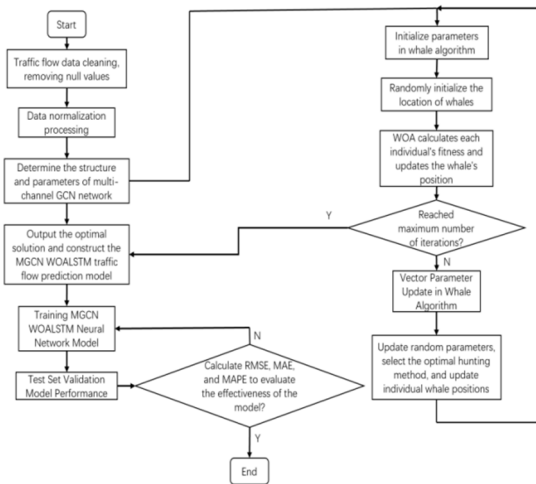 Start
Traffic flow data cleaning,
removing null values
Data normalization
processing
Determine the structure
and parameters of multi-
channel GCN network
Output the optimal
solution and construct the
MGCN WOALSTM traffic
flow prediction model
Training MGCN
WOALSTM Neural
Network Model
Test Set Validation
Model Performance
Calculate RMSE, MAE,
and MAPE to evaluate
the effectiveness of the
model?
N
Y
End
Initialize parameters
in whale algorithm
Randomly initialize the
location of whales
WOA calculates each
individual's fitness and
updates the whale's
position
Reached
maximum number
of iterations?
Y
N
Vector Parameter
Update in Whale
Algorithm
Update random parameters,
select the optimal hunting
method, and update
individual whale positions